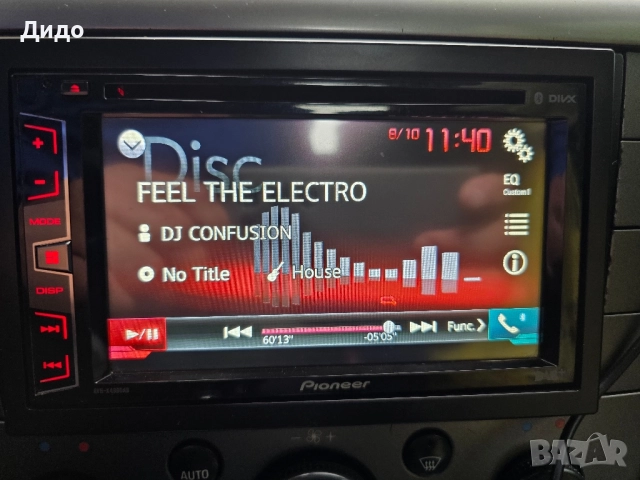 Дидо
DIVX
Disc
8/10 11:40
FEEL THE ELECTRO
EQ
Custom1
DJ CONFUSION
No Title
House
MODE
DISP
60'13"
-05'05"
Func.
Pioneer
AUTO
BAZAR